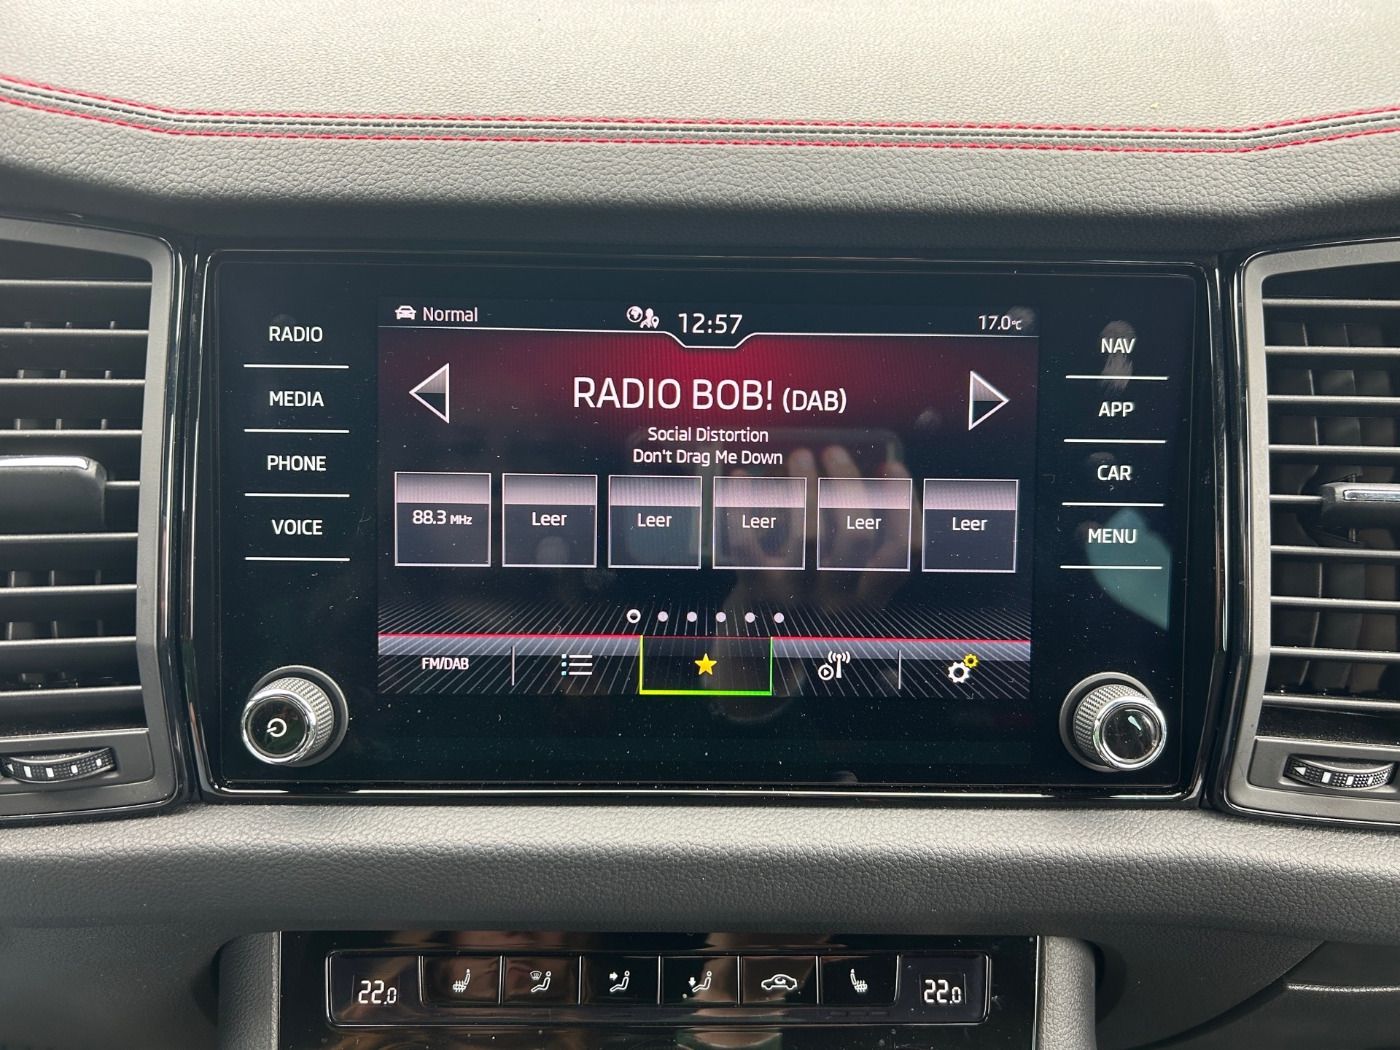 RADIO
MEDIA
PHONE
VOICE
Normal
12:57
17.0°C
RADIO BOB! (DAB)
Social Distortion
Don't Drag Me Down
88.3 MHz
Leer
Leer
Leer
Leer
Leer
FM/DAB
NAV
APP
CAR
MENU
22.0
22.0